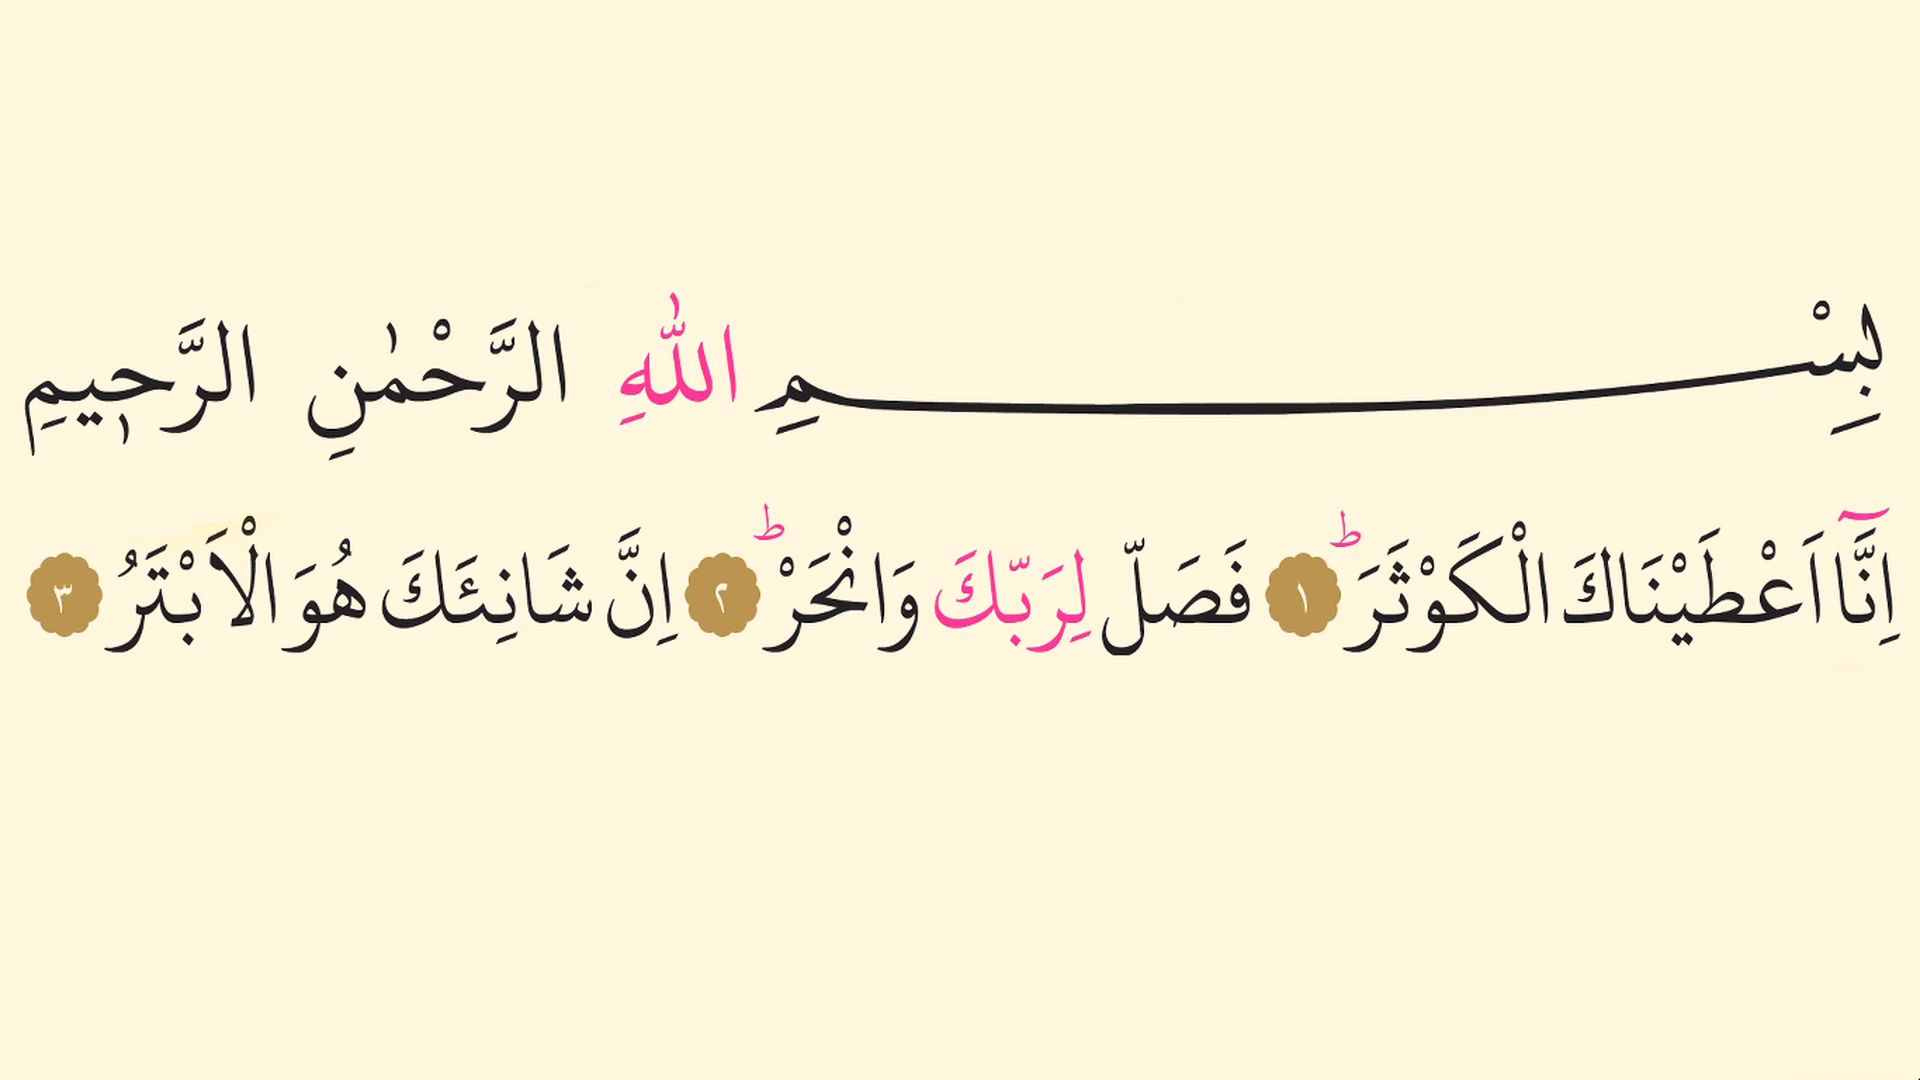 بِسْمِ اللّٰهِ الرَّحْمٰنِ الرَّحٖيمِ
اِنَّٓا اَعْطَيْنَاكَ الْكَوْثَرَۜ ١ فَصَلِّ لِرَبِّكَ وَانْحَرْۜ ٢ اِنَّ شَانِئَكَ هُوَ الْاَبْتَرُ ٣